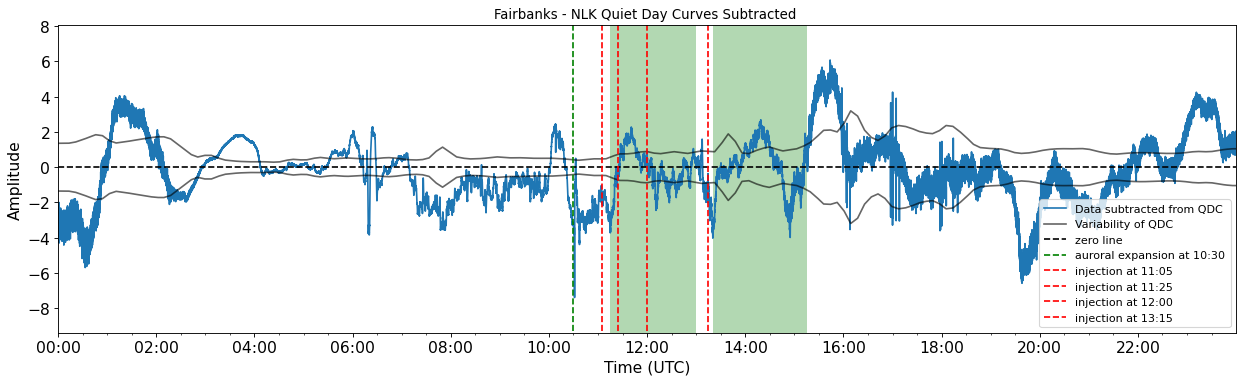 Fairbanks - NLK Quiet Day Curves Subtracted
Amplitude
8
6
4
2
0
−2
−4
−6
−8
Data subtracted from QDC
Variability of QDC
zero line
auroral expansion at 10:30
injection at 11:05
injection at 11:25
injection at 12:00
injection at 13:15
00:00 02:00 04:00 06:00 08:00 10:00 12:00 14:00 16:00 18:00 20:00 22:00
Time (UTC)